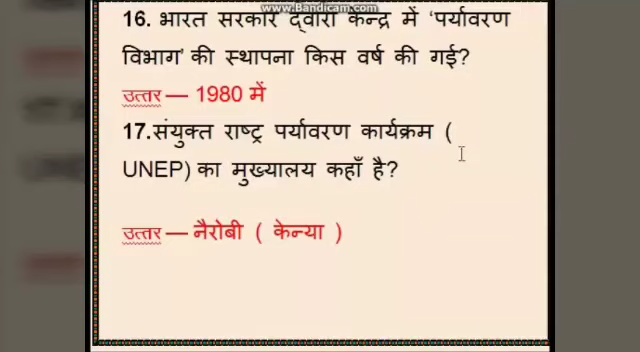 www.Bandicam.com
16. भारत सरकार द्वारा केन्द्र में 'पर्यावरण
विभाग' की स्थापना किस वर्ष की गई?
उत्तर — 1980 में
17.संयुक्त राष्ट्र पर्यावरण कार्यक्रम (
UNEP) का मुख्यालय कहाँ है?
उत्तर — नैरोबी ( केन्या )